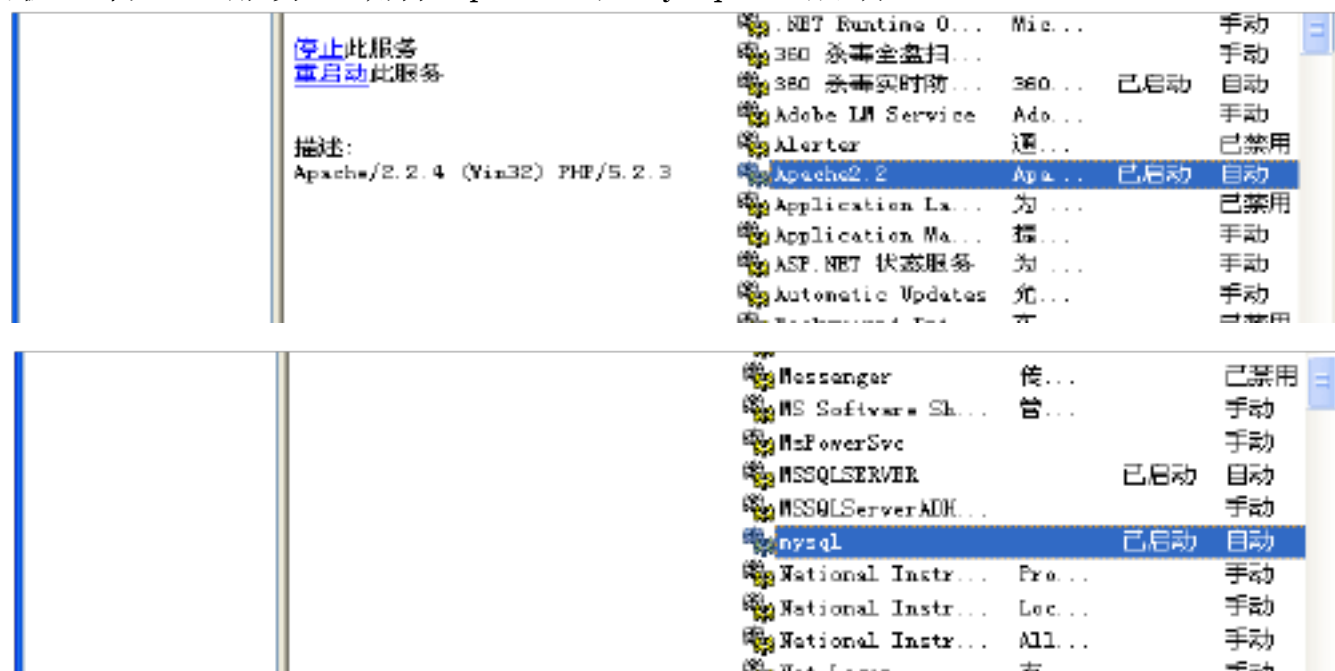 停止此服务
重启动此服务
描述:
Apache/2.2.4 (Win32) PHP/5.2.3
.NET Runtime O... Mic... 手动
360 杀毒全盘扫... 手动
360 杀毒实时防... 360... 已启动 自动
Adobe LM Service Ado... 手动
Alerter 通... 已禁用
Apache2.2 Apa... 已启动 自动
Application La... 为 ... 已禁用
Application Ma... 提... 手动
ASP.NET 状态服务 为 ... 手动
Automatic Updates 允... 手动
Messenger 传... 已禁用
MS Software Sh... 管... 手动
MsPowerSvc 手动
MSSQLSERVER 已启动 自动
MSSQLServerADH... 手动
mysql 已启动 自动
National Instr... Pro... 手动
National Instr... Loc... 手动
National Instr... All... 手动